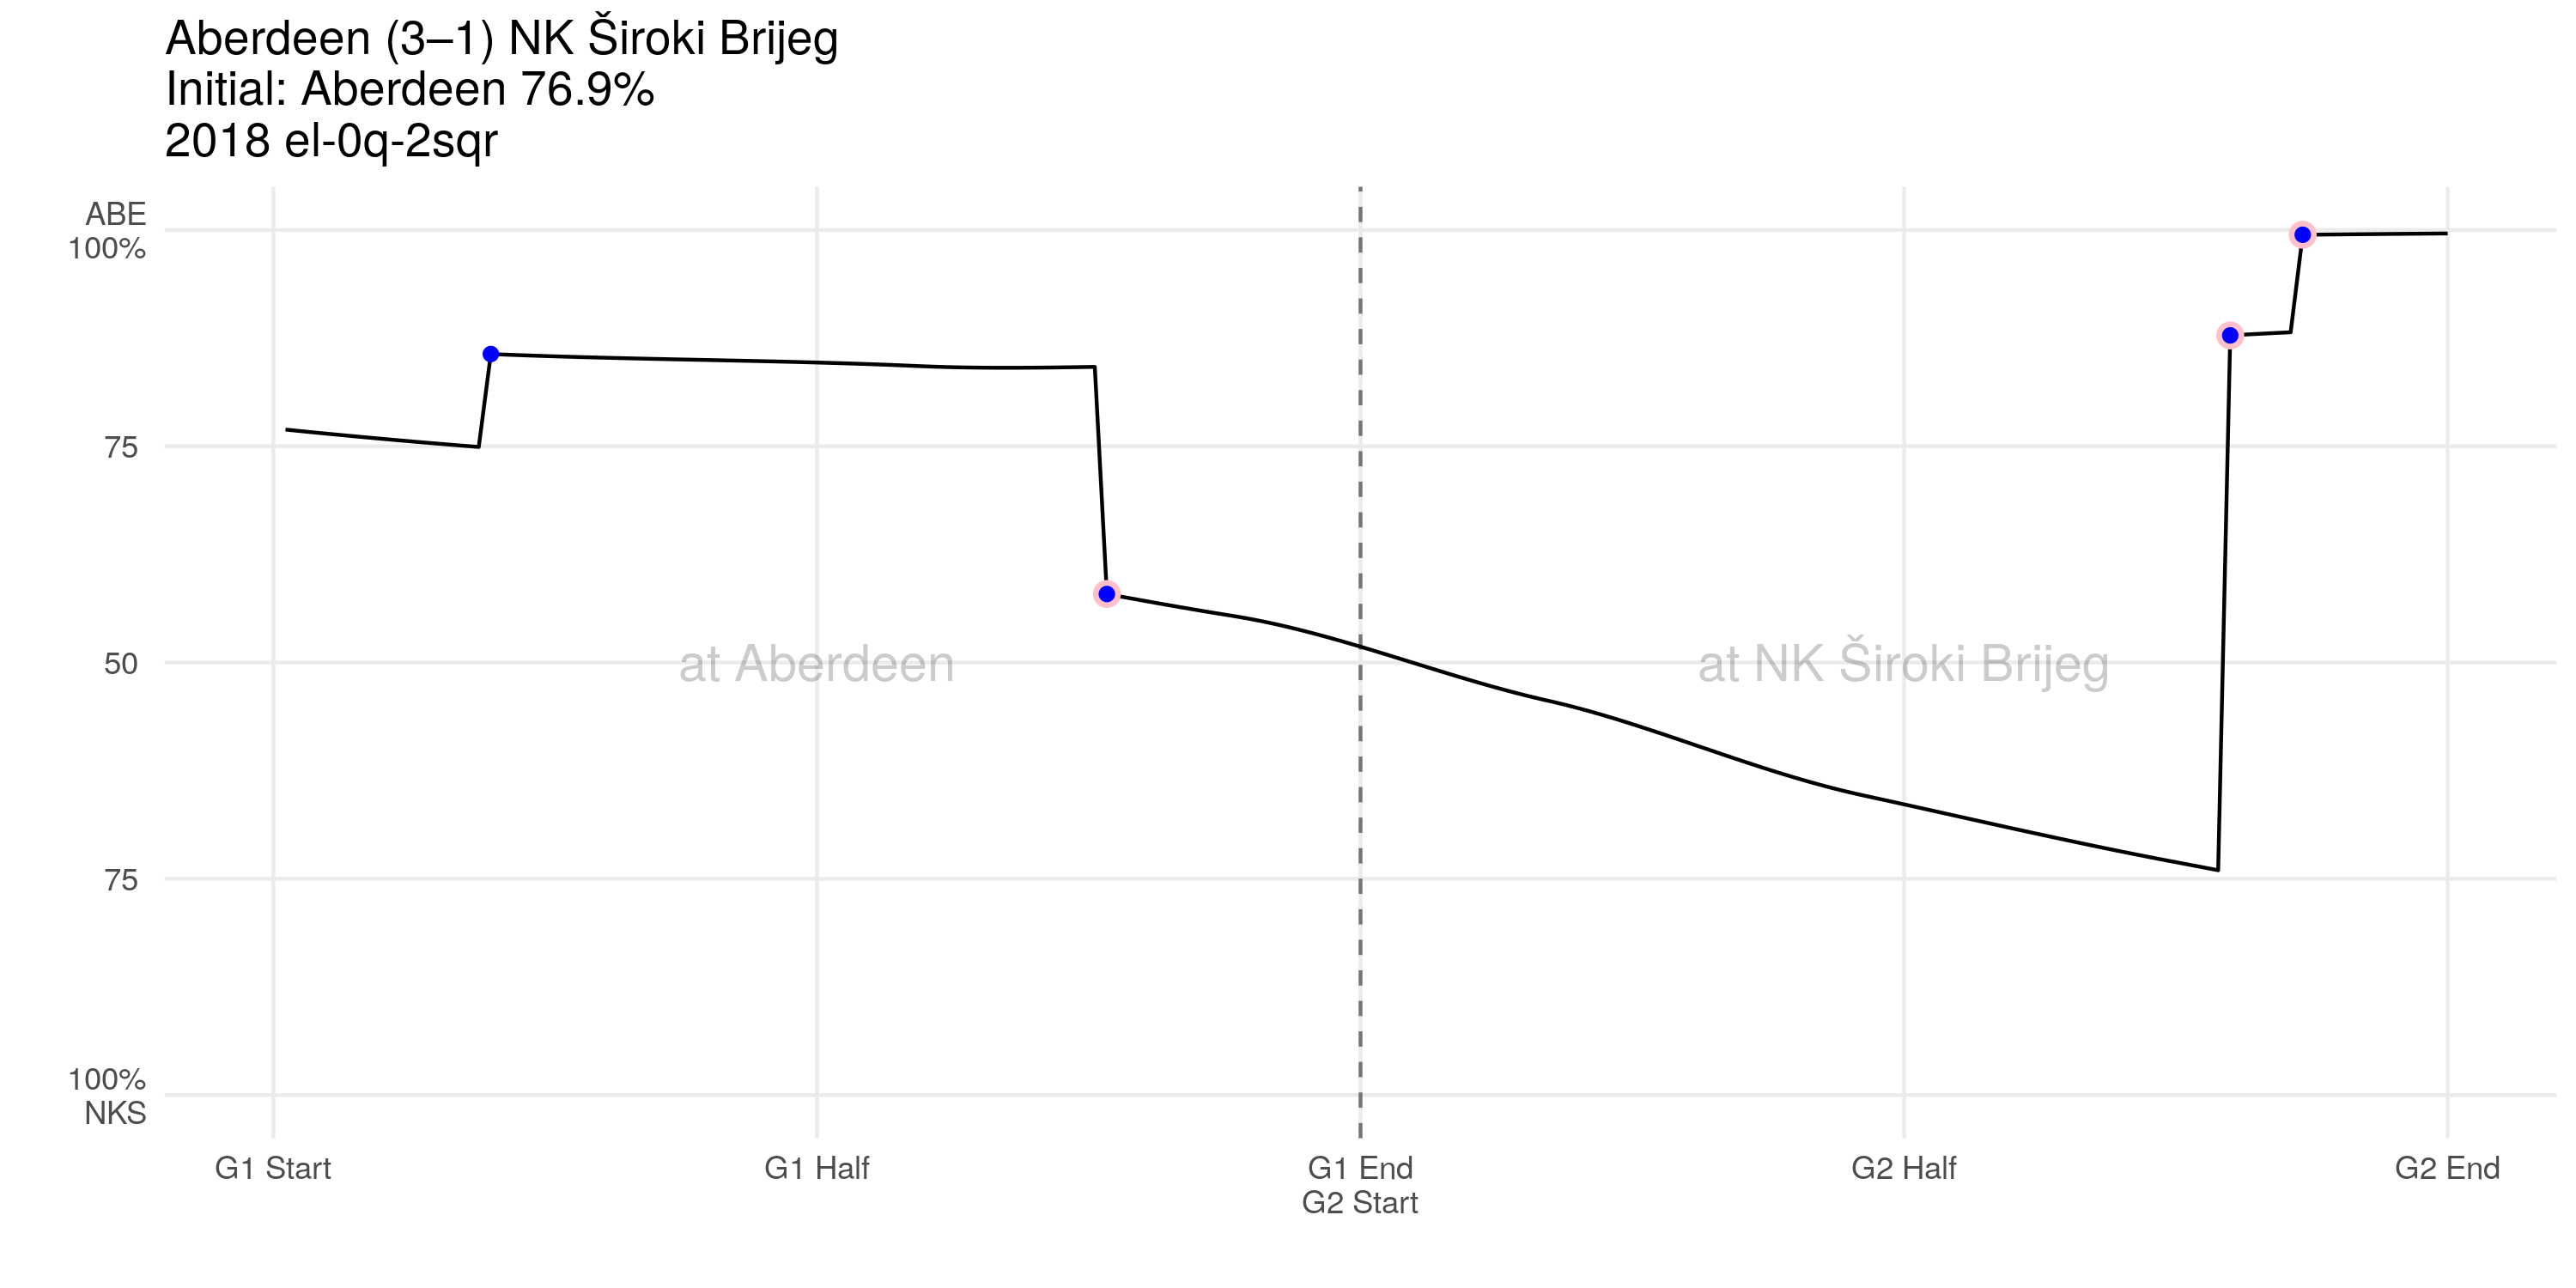 Aberdeen (3–1) NK Široki Brijeg
Initial: Aberdeen 76.9%
2018 el-0q-2sqr
ABE
100%
75
50
75
100%
NKS
at Aberdeen
at NK Široki Brijeg
G1 Start
G1 Half
G1 End
G2 Start
G2 Half
G2 End